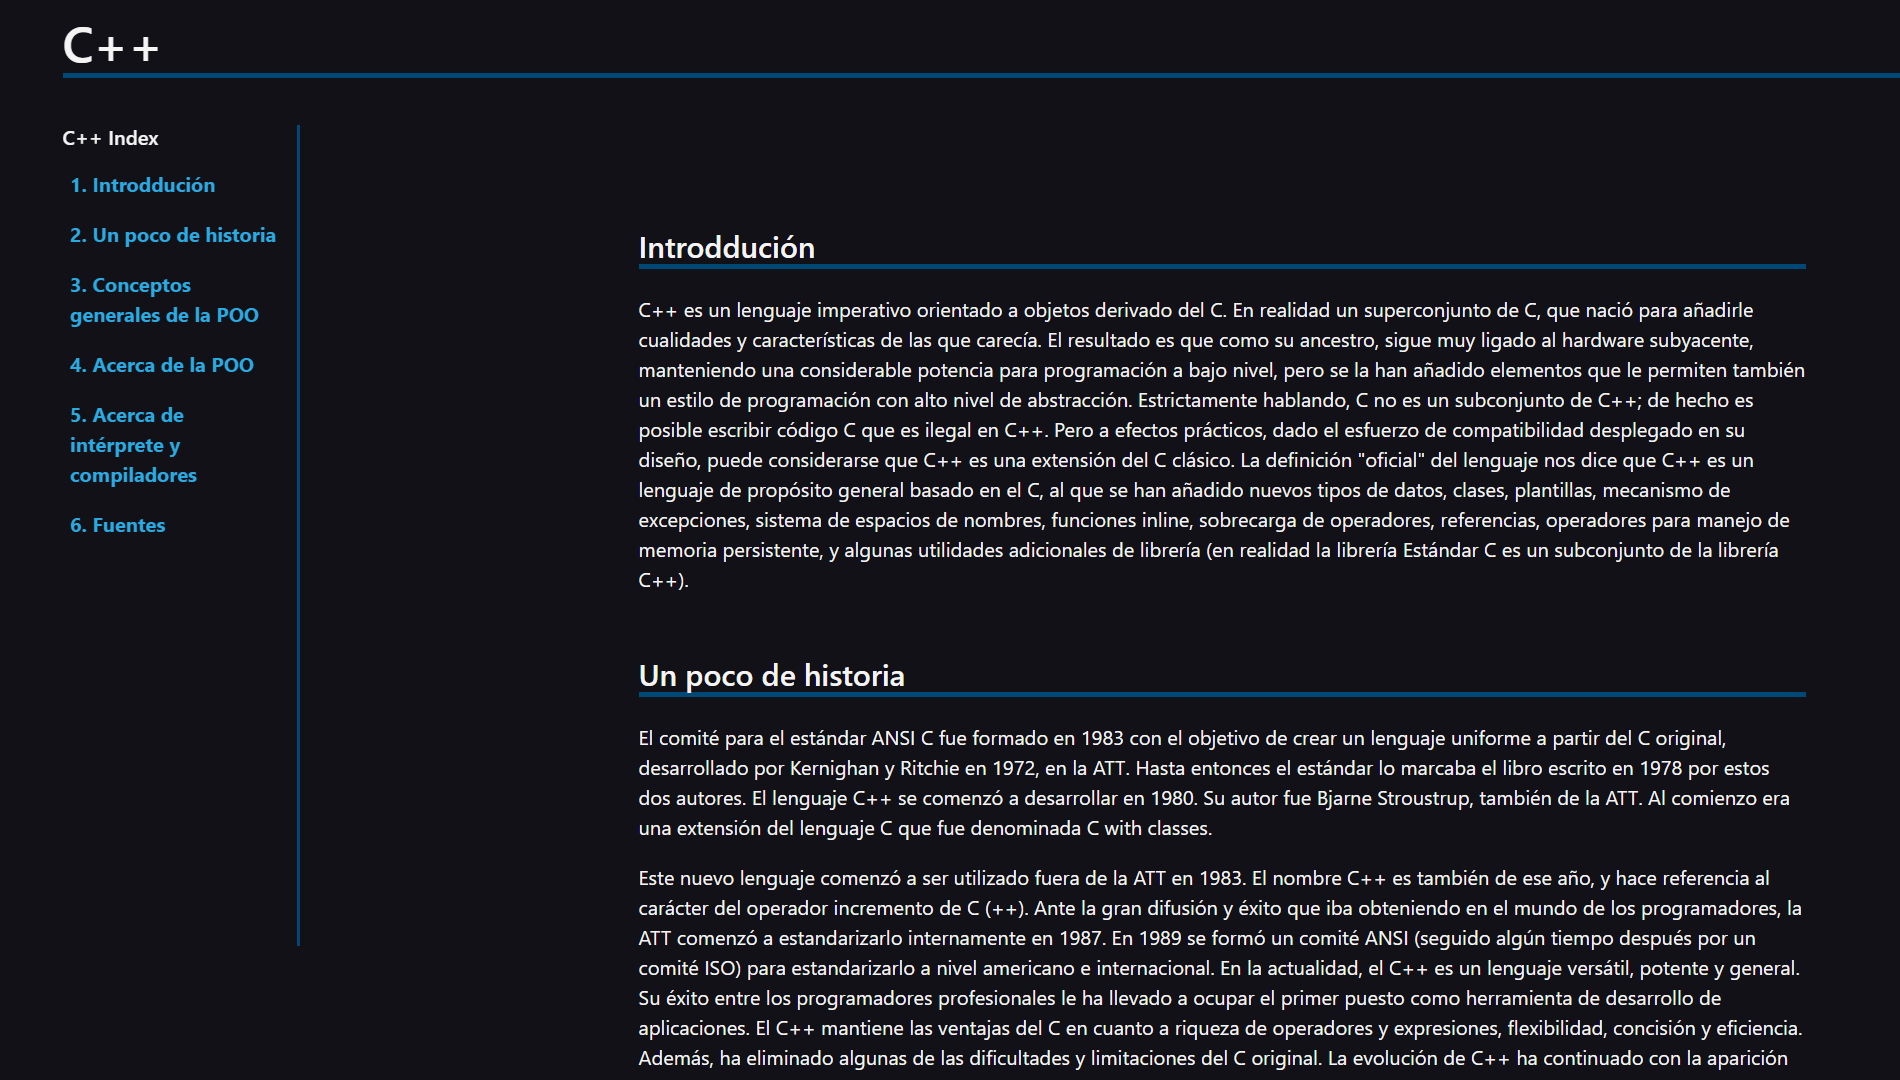 C++
C++ Index
1. Introddución
2. Un poco de historia
3. Conceptos
generales de la POO
4. Acerca de la POO
5. Acerca de
intérprete y
compiladores
6. Fuentes
Introddución
C++ es un lenguaje imperativo orientado a objetos derivado del C. En realidad un superconjunto de C, que nació para añadirle
cualidades y características de las que carecía. El resultado es que como su ancestro, sigue muy ligado al hardware subyacente,
manteniendo una considerable potencia para programación a bajo nivel, pero se la han añadido elementos que le permiten también
un estilo de programación con alto nivel de abstracción. Estrictamente hablando, C no es un subconjunto de C++; de hecho es
posible escribir código C que es ilegal en C++. Pero a efectos prácticos, dado el esfuerzo de compatibilidad desplegado en su
diseño, puede considerarse que C++ es una extensión del C clásico. La definición "oficial" del lenguaje nos dice que C++ es un
lenguaje de propósito general basado en el C, al que se han añadido nuevos tipos de datos, clases, plantillas, mecanismo de
excepciones, sistema de espacios de nombres, funciones inline, sobrecarga de operadores, referencias, operadores para manejo de
memoria persistente, y algunas utilidades adicionales de librería (en realidad la librería Estándar C es un subconjunto de la librería
C++).
Un poco de historia
El comité para el estándar ANSI C fue formado en 1983 con el objetivo de crear un lenguaje uniforme a partir del C original,
desarrollado por Kernighan y Ritchie en 1972, en la ATT. Hasta entonces el estándar lo marcaba el libro escrito en 1978 por estos
dos autores. El lenguaje C++ se comenzó a desarrollar en 1980. Su autor fue Bjarne Stroustrup, también de la ATT. Al comienzo era
una extensión del lenguaje C que fue denominada C with classes.
Este nuevo lenguaje comenzó a ser utilizado fuera de la ATT en 1983. El nombre C++ es también de ese año, y hace referencia al
carácter del operador incremento de C (++). Ante la gran difusión y éxito que iba obteniendo en el mundo de los programadores, la
ATT comenzó a estandarizarlo internamente en 1987. En 1989 se formó un comité ANSI (seguido algún tiempo después por un
comité ISO) para estandarizarlo a nivel americano e internacional. En la actualidad, el C++ es un lenguaje versátil, potente y general.
Su éxito entre los programadores profesionales le ha llevado a ocupar el primer puesto como herramienta de desarrollo de
aplicaciones. El C++ mantiene las ventajas del C en cuanto a riqueza de operadores y expresiones, flexibilidad, concisión y eficiencia.
Además, ha eliminado algunas de las dificultades y limitaciones del C original. La evolución de C++ ha continuado con la aparición